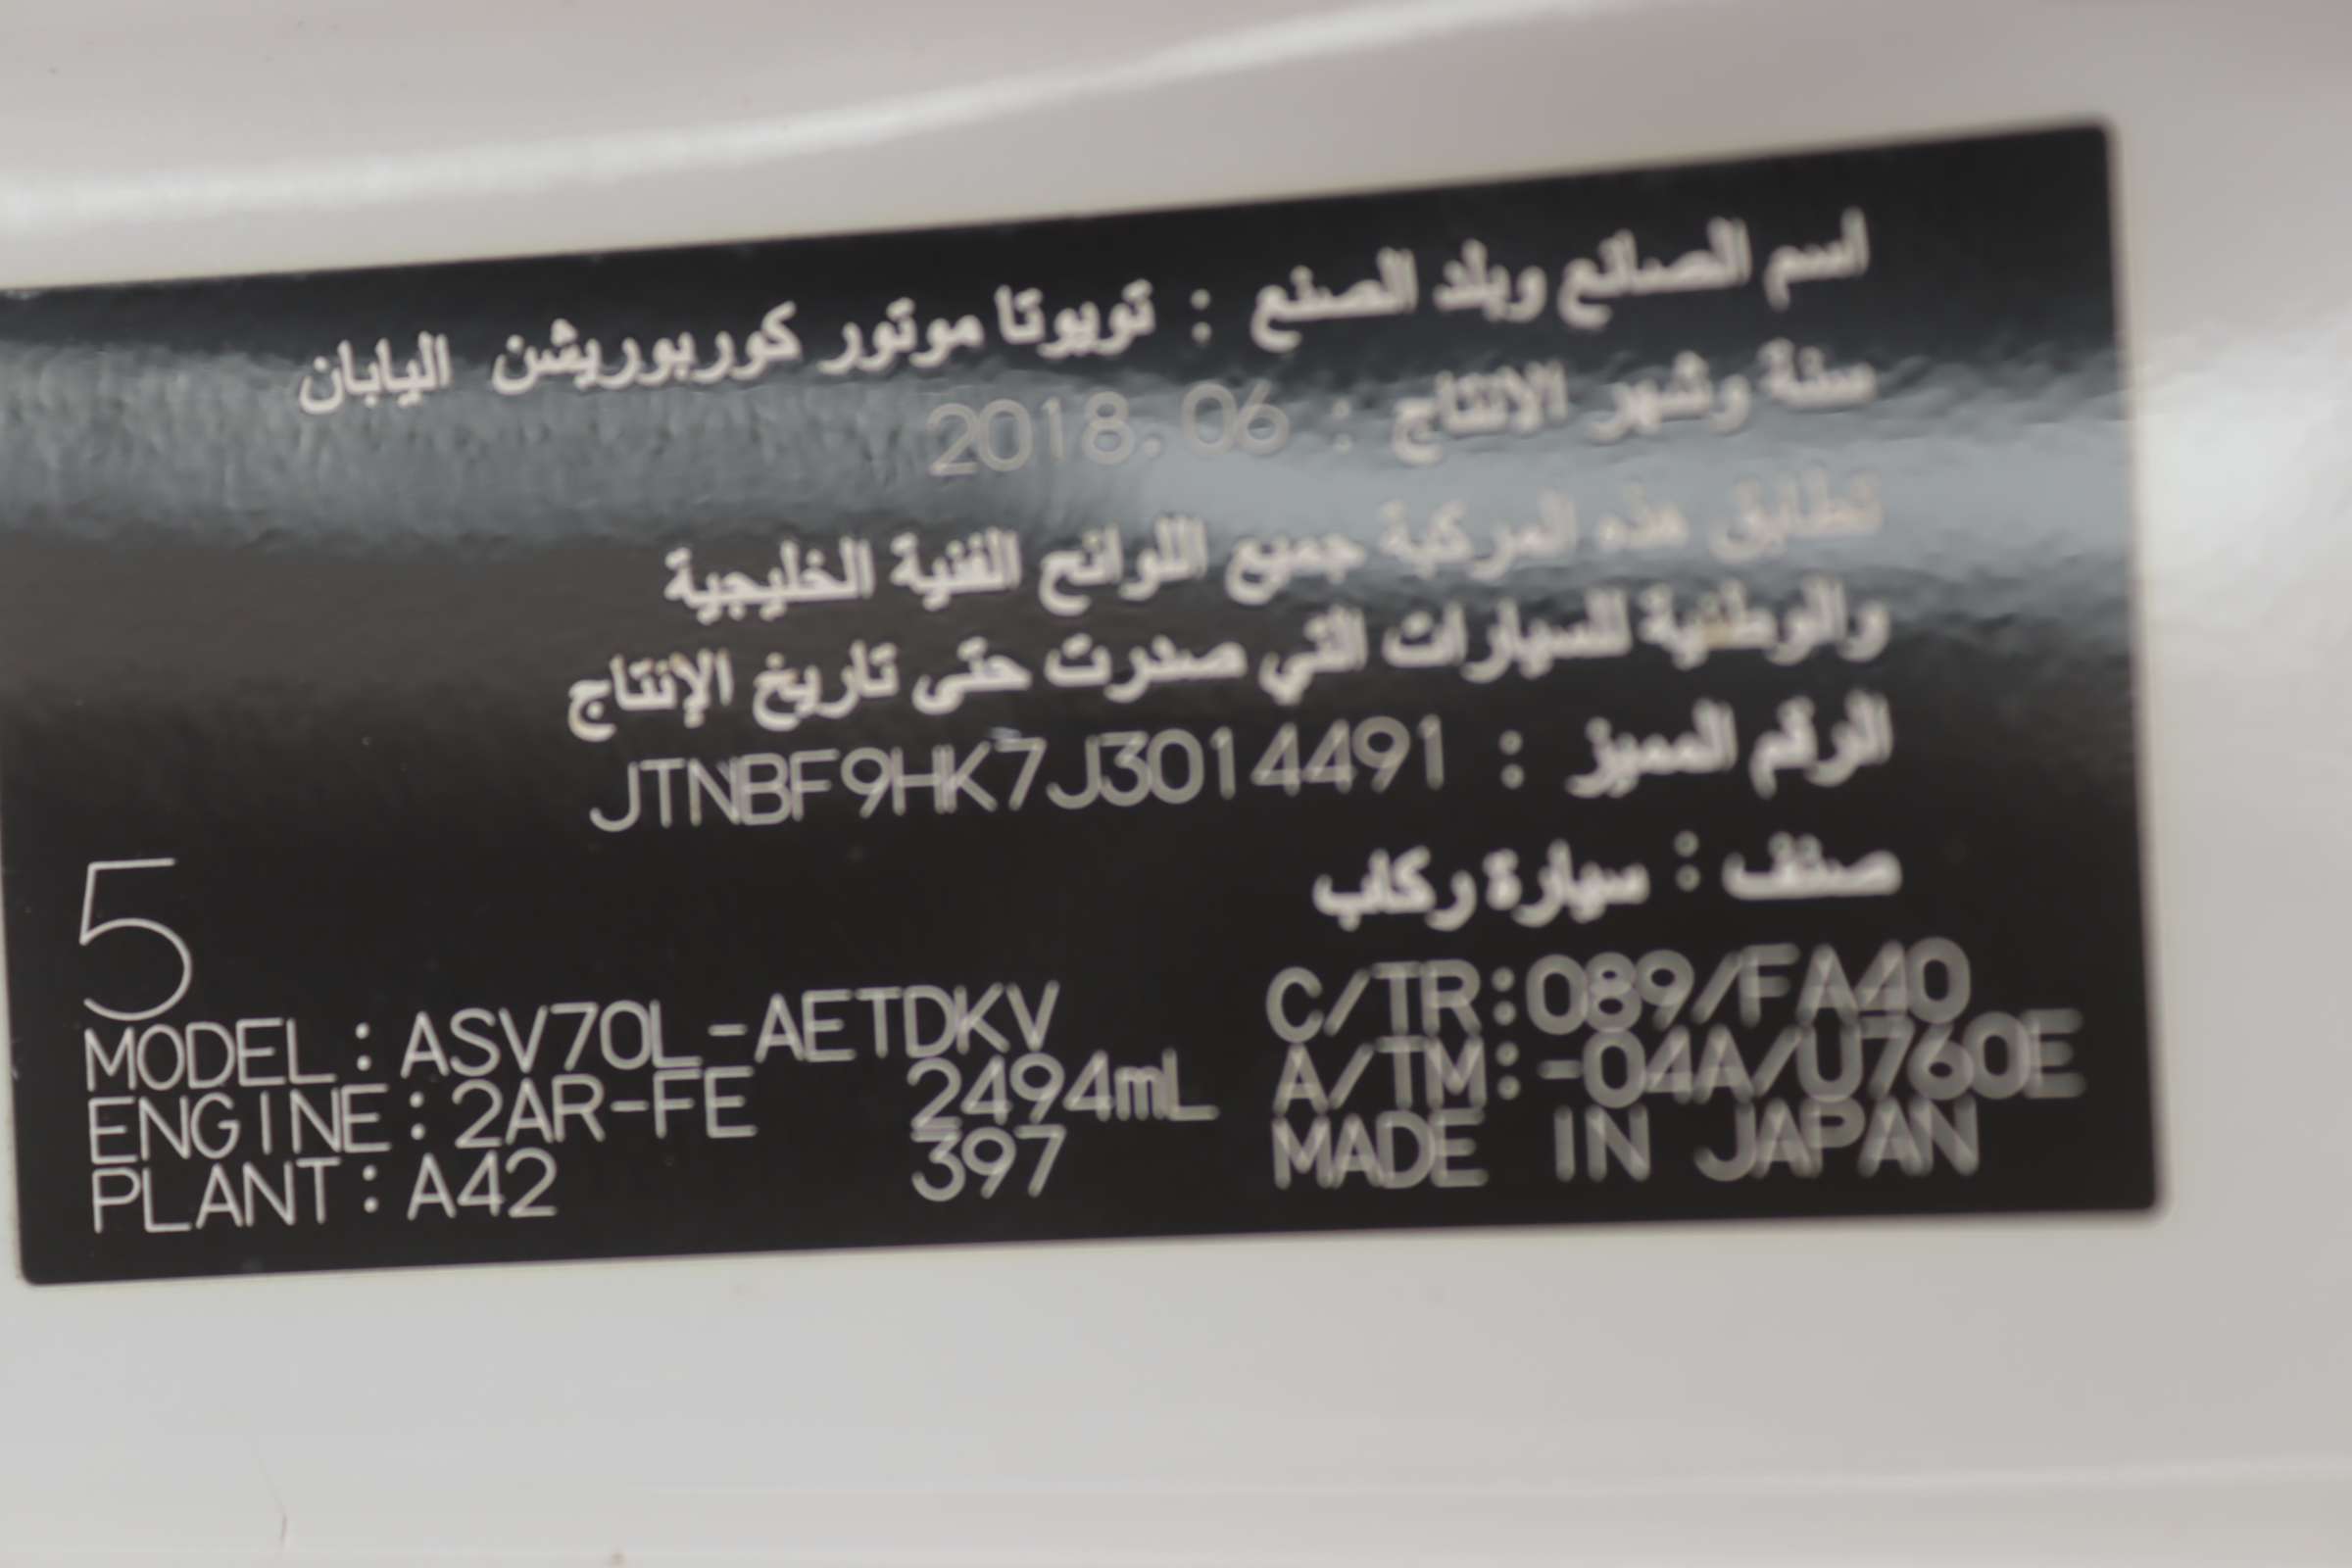 اسم الصانع وبلد الصنع : تويوتا موتور كوربوريشن اليابان
سنة وشهر الانتاج : 2018.06
تطابق هذه المركبة جميع اللوائح الفنية الخليجية
والوطنية للسيارات التي صدرت حتى تاريخ الإنتاج
الرقم المميز : JTNBF9HK7J3014491
صنف : سيارة ركاب
5
MODEL: ASV70L-AETDKV C/TR:089/FA40
ENGINE: 2AR-FE 2494mL A/TM:-04A/U760E
PLANT: A42 397 MADE IN JAPAN